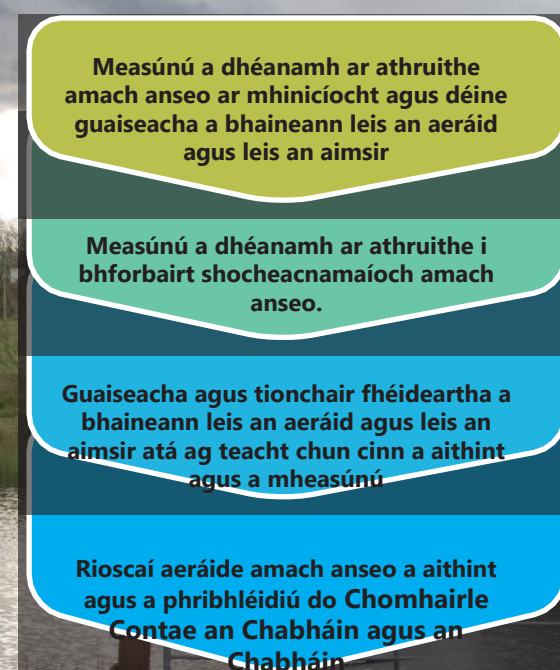 Measúnú a dhéanamh ar athruithe
amach anseo ar mhinicíocht agus déine
guaiseacha a bhaineann leis an aeráid
agus leis an aimsir
Measúnú a dhéanamh ar athruithe i
bhforbairt shocheacnamaíoch amach
anseo.
Guaiseacha agus tionchair fhéideartha a
bhaineann leis an aeráid agus leis an
aimsir atá ag teacht chun cinn a aithint
agus a mheasúnú
Rioscaí aeráide amach anseo a aithint
agus a phribhléidiú do Chomhairle
Contae an Chabháin agus an
Chabháin